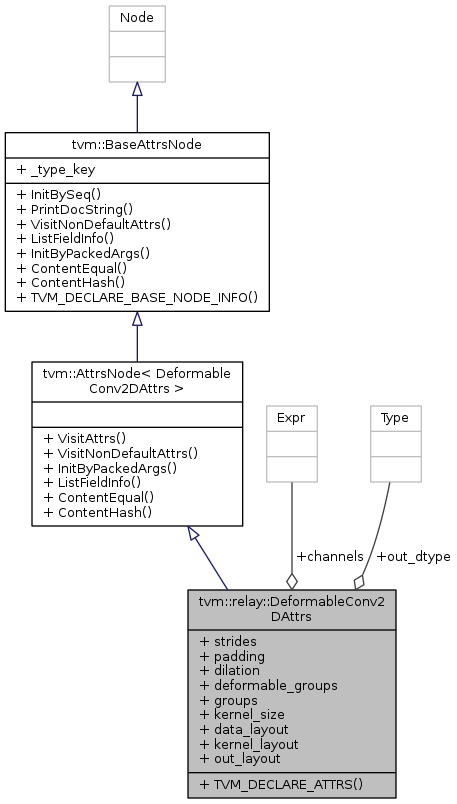 Node
tvm::BaseAttrsNode
+ _type_key
+ InitBySeq()
+ PrintDocString()
+ VisitNonDefaultAttrs()
+ ListFieldInfo()
+ InitByPackedArgs()
+ ContentEqual()
+ ContentHash()
+ TVM_DECLARE_BASE_NODE_INFO()
tvm::AttrsNode< Deformable
Conv2DAttrs >
+ VisitAttrs()
+ VisitNonDefaultAttrs()
+ InitByPackedArgs()
+ ListFieldInfo()
+ ContentEqual()
+ ContentHash()
Expr
Type
+channels
+out_dtype
tvm::relay::DeformableConv2
DAttrs
+ strides
+ padding
+ dilation
+ deformable_groups
+ groups
+ kernel_size
+ data_layout
+ kernel_layout
+ out_layout
+ TVM_DECLARE_ATTRS()